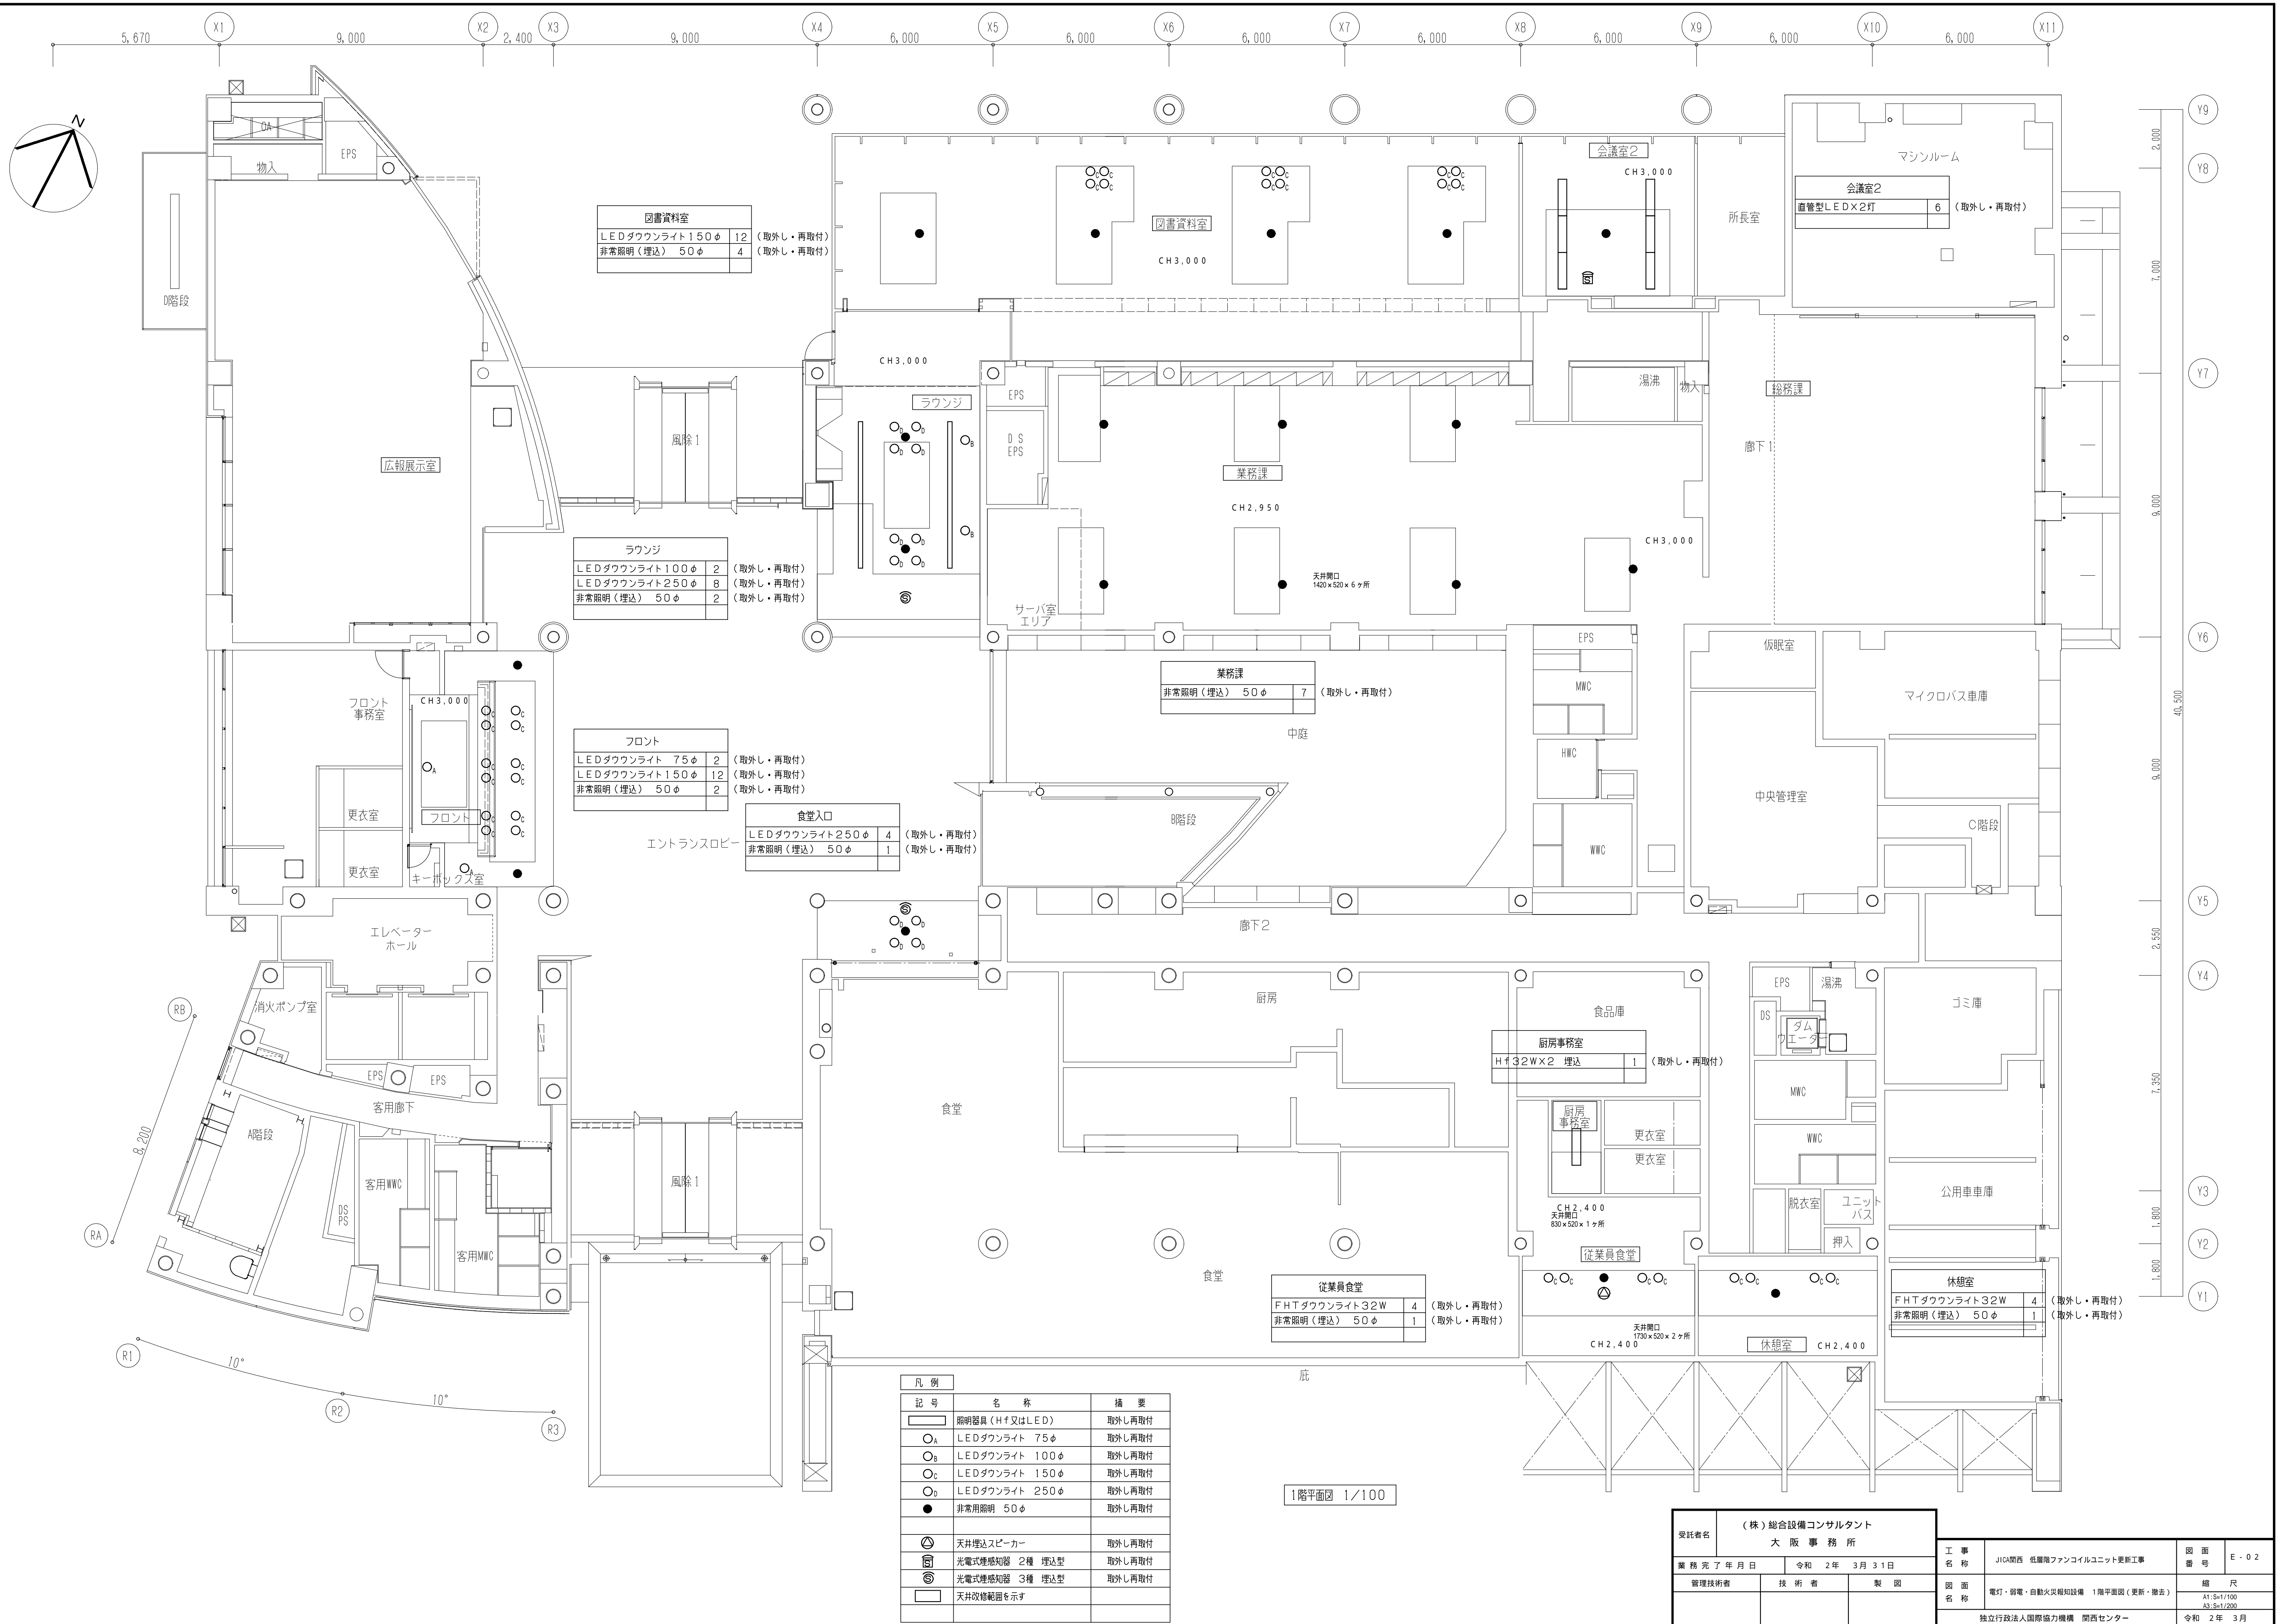 X1
X2
X3
X4
X5
X6
X7
X8
X9
X10
X11
5,670
9,000
2,400
9,000
6,000
6,000
6,000
6,000
6,000
6,000
6,000
N
Y9
2,000
Y8
7,000
Y7
9,000
Y6
40,500
9,000
Y5
2,550
Y4
7,350
Y3
1,800
Y2
1,800
Y1
OA
EPS
物入
D階段
広報展示室
図書資料室
LEDダウウンライト150φ 12 (取外し・再取付)
非常照明(埋込) 50φ 4 (取外し・再取付)
図書資料室
CH3,000
会議室2
CH3,000
所長室
マシンルーム
会議室2
直管型LED×2灯 6 (取外し・再取付)
CH3,000
ラウンジ
風除1
EPS
DS
EPS
業務課
CH2,950
湯沸
物入
総務課
廊下1
CH3,000
天井開口
1420×520×6ヶ所
サーバ室
エリア
ラウンジ
LEDダウウンライト100φ 2 (取外し・再取付)
LEDダウウンライト250φ 8 (取外し・再取付)
非常照明(埋込) 50φ 2 (取外し・再取付)
フロント
事務室
CH3,000
更衣室
フロント
更衣室
キーボックス室
フロント
LEDダウウンライト 75φ 2 (取外し・再取付)
LEDダウウンライト150φ 12 (取外し・再取付)
非常照明(埋込) 50φ 2 (取外し・再取付)
エントランスロビー
食堂入口
LEDダウウンライト250φ 4 (取外し・再取付)
非常照明(埋込) 50φ 1 (取外し・再取付)
業務課
非常照明(埋込) 50φ 7 (取外し・再取付)
中庭
B階段
EPS
MWC
HWC
WWC
仮眠室
マイクロバス車庫
中央管理室
C階段
廊下2
エレベーター
ホール
消火ポンプ室
EPS
EPS
客用廊下
A階段
DS
PS
客用WWC
客用MWC
風除1
RB
8,200
RA
R1
10°
R2
10°
R3
厨房
食堂
食堂
食品庫
厨房事務室
Hf32W×2 埋込 1 (取外し・再取付)
厨房
事務室
更衣室
更衣室
CH2,400
天井開口
830×520×1ヶ所
従業員食堂
従業員食堂
FHTダウウンライト32W 4 (取外し・再取付)
非常照明(埋込) 50φ 1 (取外し・再取付)
天井開口
1730×520×2ヶ所
CH2,400
休憩室
CH2,400
EPS
湯沸
DS
ダム
ウエーター
MWC
WWC
脱衣室
ユニット
バス
押入
ゴミ庫
公用車車庫
休憩室
FHTダウウンライト32W 4 (取外し・再取付)
非常照明(埋込) 50φ 1 (取外し・再取付)
庇
凡 例
記 号 名 称 摘 要
照明器具(Hf又はLED) 取外し再取付
A LEDダウンライト 75φ 取外し再取付
B LEDダウンライト 100φ 取外し再取付
C LEDダウンライト 150φ 取外し再取付
D LEDダウンライト 250φ 取外し再取付
非常用照明 50φ 取外し再取付
天井埋込スピーカー 取外し再取付
S 光電式煙感知器 2種 埋込型 取外し再取付
S 光電式煙感知器 3種 埋込型 取外し再取付
天井改修範囲を示す
1階平面図 1/100
受託者名 (株)総合設備コンサルタント
大 阪 事 務 所
業務完了年月日 令和 2年 3月31日
管理技術者 技 術 者 製 図
工 事
名 称
JICA関西 低層階ファンコイルユニット更新工事
図 面
番 号
E-02
図 面
名 称
電灯・弱電・自動火災報知設備 1階平面図(更新・撤去)
縮 尺
A1:S=1/100
A3:S=1/200
独立行政法人国際協力機構 関西センター
令和 2年 3月